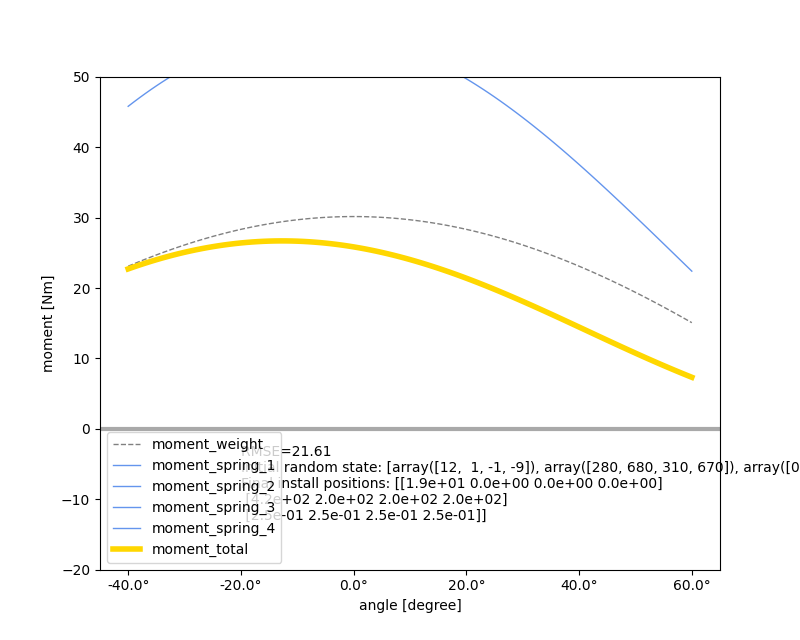 50
40
30
20
10
0
−10
−20
moment [Nm]
moment_weight
moment_spring_1
moment_spring_2
moment_spring_3
moment_spring_4
moment_total
RMSE=21.61
random state: [array([12, 1, -1, -9]), array([280, 680, 310, 670]), array([0
install positions: [[1.9e+01 0.0e+00 0.0e+00 0.0e+00]
2.0e+02 2.0e+02 2.0e+02]
2.5e-01 2.5e-01 2.5e-01]]
-40.0° -20.0° 0.0° 20.0° 40.0° 60.0°
angle [degree]